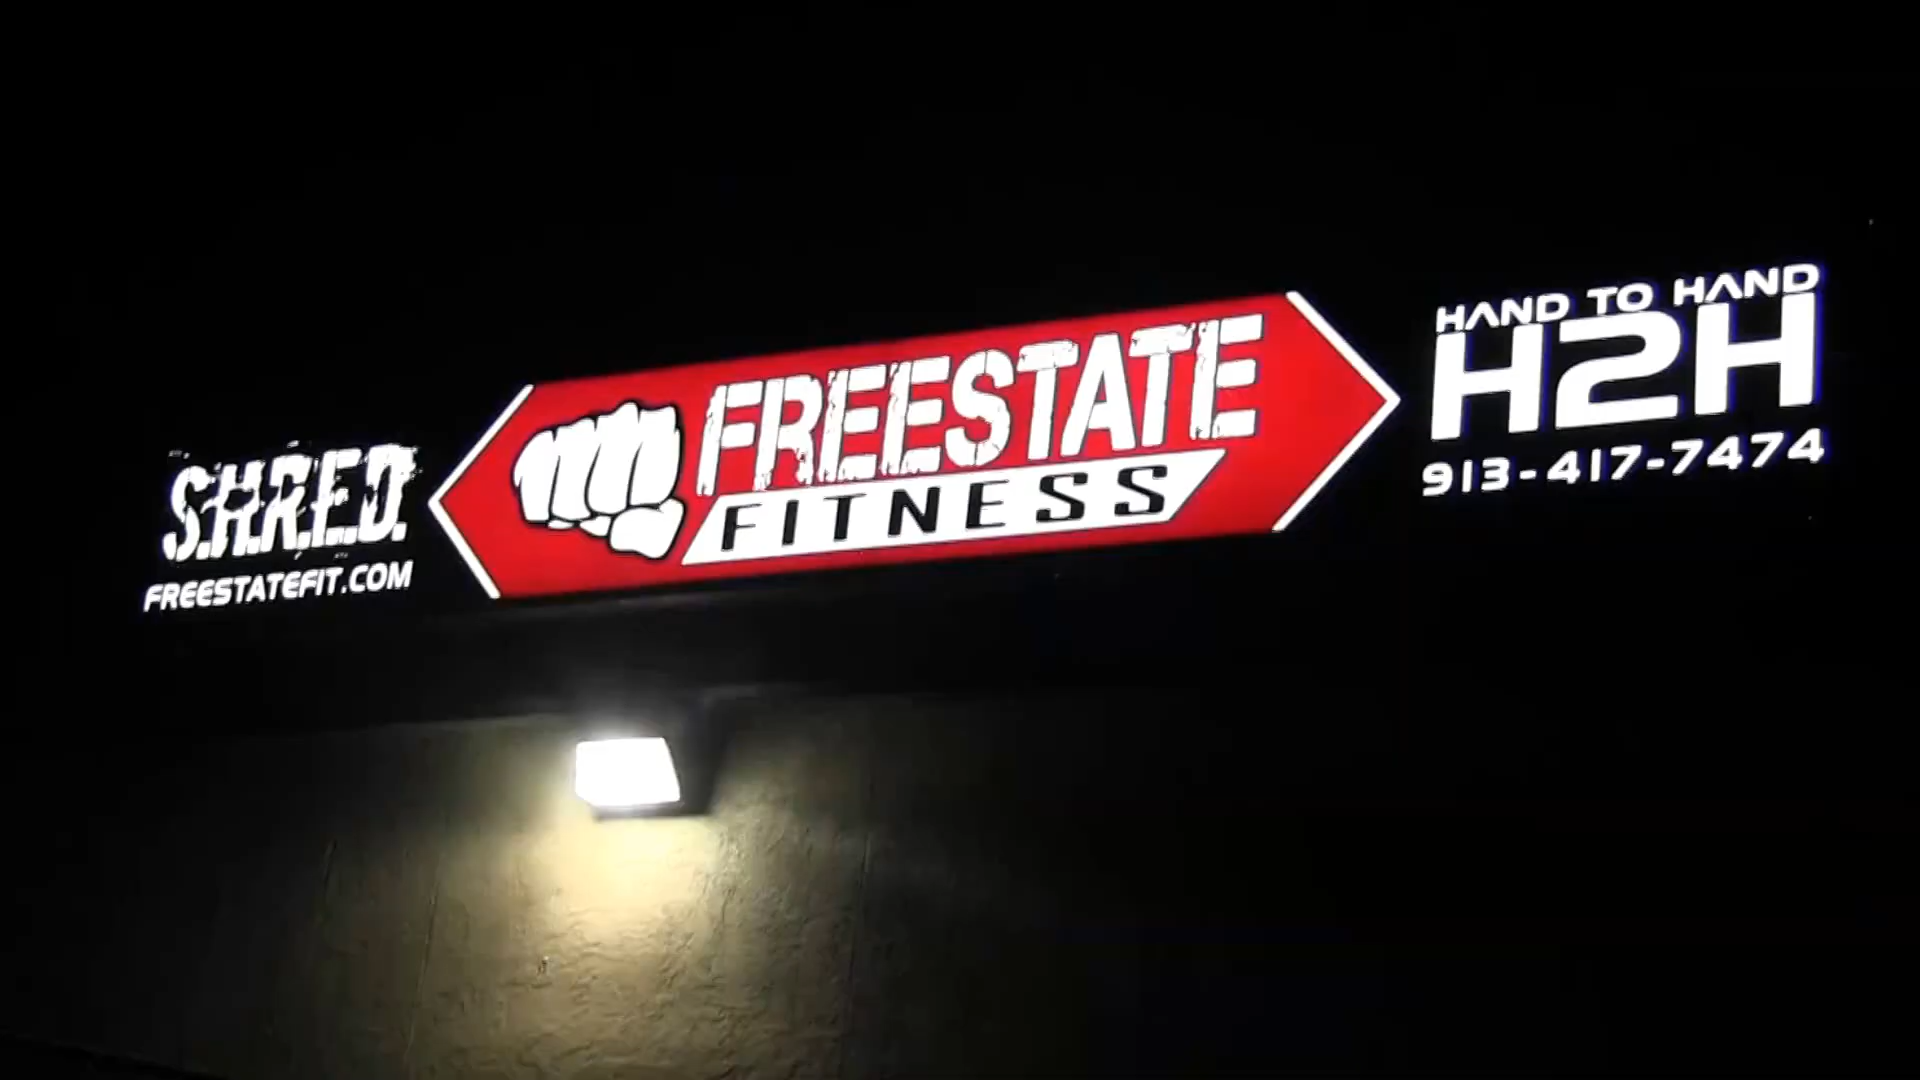 S.H.R.E.D.
FREESTATEFIT.COM
FREESTATE
FITNESS
HAND TO HAND
H2H
913-417-7474